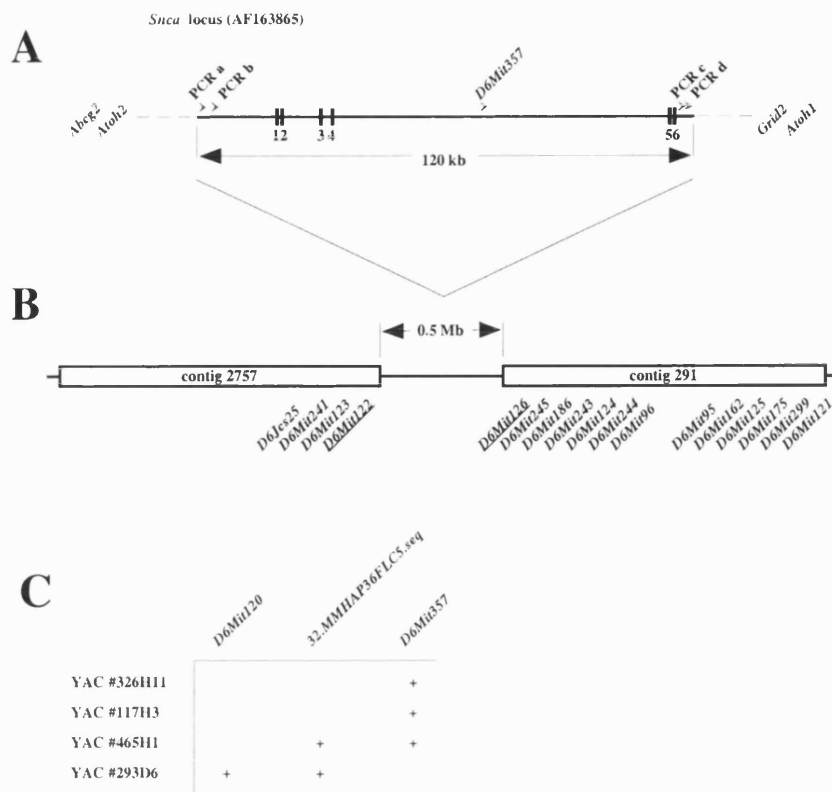 Snca locus (AF163865)
A
PCR a
PCR b
D6Mit357
PCR c
PCR d
Abcg2
Atoh2
Grid2
Atoh1
1 2 3 4 5 6
120 kb
B
0.5 Mb
contig 2757
contig 291
D6Jcs25
D6Mit241
D6Mit123
D6Mit122
D6Mit126
D6Mit245
D6Mit186
D6Mit243
D6Mit124
D6Mit244
D6Mit96
D6Mit95
D6Mit162
D6Mit125
D6Mit175
D6Mit299
D6Mit121
C
D6Mit120
32.MMHAP36FLC5.seq
D6Mit357
YAC #326H11 +
YAC #117H3 +
YAC #465H1 + +
YAC #293D6 + +